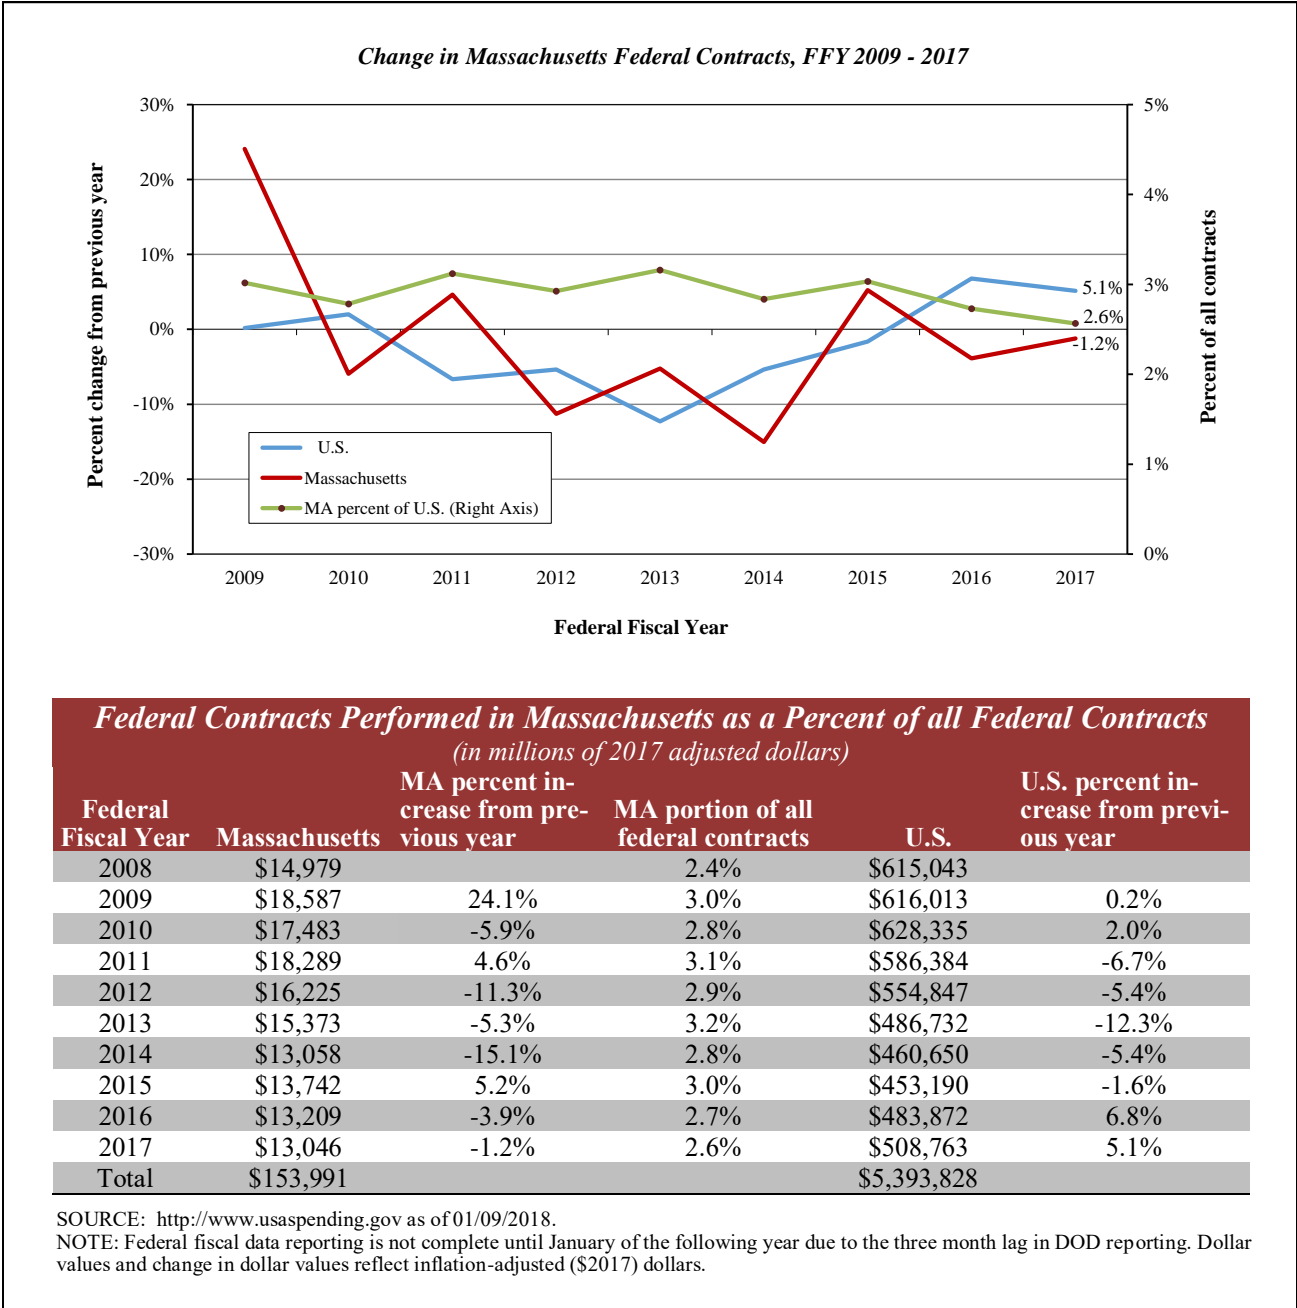 Change in Massachusetts Federal Contracts, FFY 2009 - 2017
30% 5%
20% 4%
10% 3%
0% 2%
-10% 1%
-20% 0%
-30%
Percent change from previous year
Percent of all contracts
5.1%
2.6%
-1.2%
U.S.
Massachusetts
MA percent of U.S. (Right Axis)
2009 2010 2011 2012 2013 2014 2015 2016 2017
Federal Fiscal Year
Federal Contracts Performed in Massachusetts as a Percent of all Federal Contracts
(in millions of 2017 adjusted dollars)
MA percent in- U.S. percent in-
Federal crease from pre- MA portion of all crease from previ-
Fiscal Year Massachusetts vious year federal contracts U.S. ous year
2008 $14,979 2.4% $615,043
2009 $18,587 24.1% 3.0% $616,013 0.2%
2010 $17,483 -5.9% 2.8% $628,335 2.0%
2011 $18,289 4.6% 3.1% $586,384 -6.7%
2012 $16,225 -11.3% 2.9% $554,847 -5.4%
2013 $15,373 -5.3% 3.2% $486,732 -12.3%
2014 $13,058 -15.1% 2.8% $460,650 -5.4%
2015 $13,742 5.2% 3.0% $453,190 -1.6%
2016 $13,209 -3.9% 2.7% $483,872 6.8%
2017 $13,046 -1.2% 2.6% $508,763 5.1%
Total $153,991 $5,393,828
SOURCE: http://www.usaspending.gov as of 01/09/2018.
NOTE: Federal fiscal data reporting is not complete until January of the following year due to the three month lag in DOD reporting. Dollar
values and change in dollar values reflect inflation-adjusted ($2017) dollars.